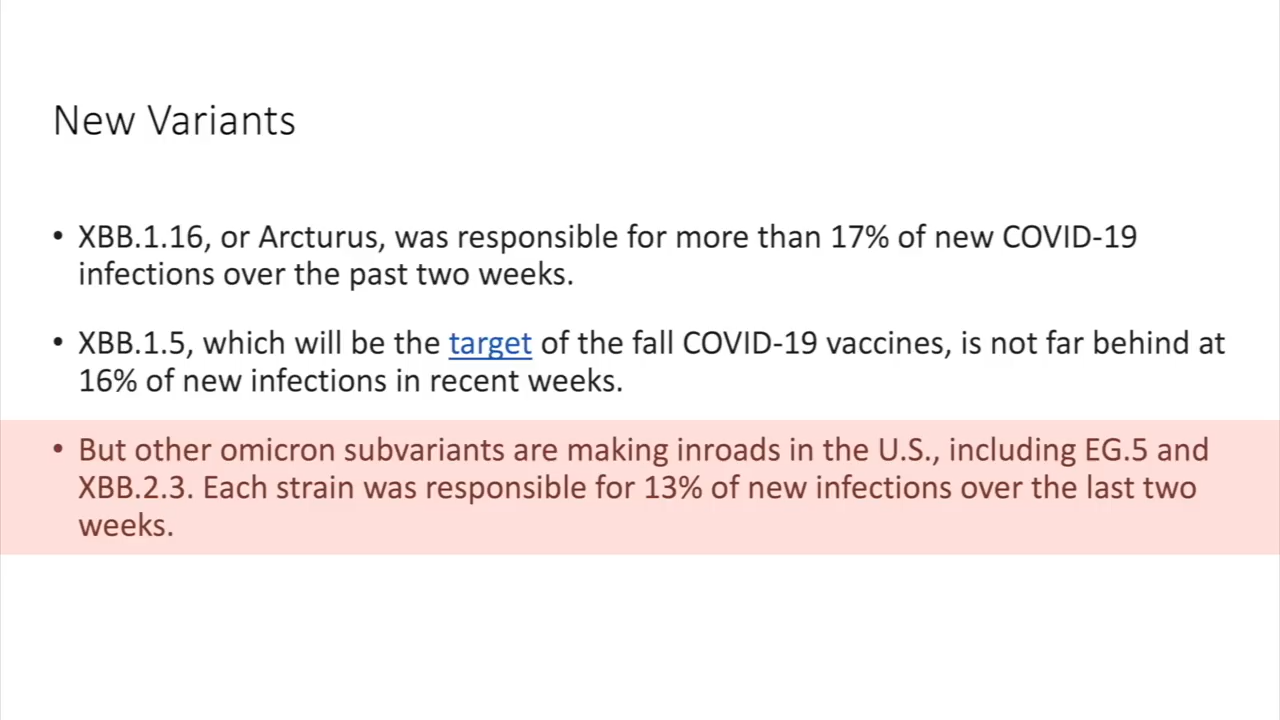 New Variants
• XBB.1.16, or Arcturus, was responsible for more than 17% of new COVID-19
infections over the past two weeks.
• XBB.1.5, which will be the target of the fall COVID-19 vaccines, is not far behind at
16% of new infections in recent weeks.
• But other omicron subvariants are making inroads in the U.S., including EG.5 and
XBB.2.3. Each strain was responsible for 13% of new infections over the last two
weeks.